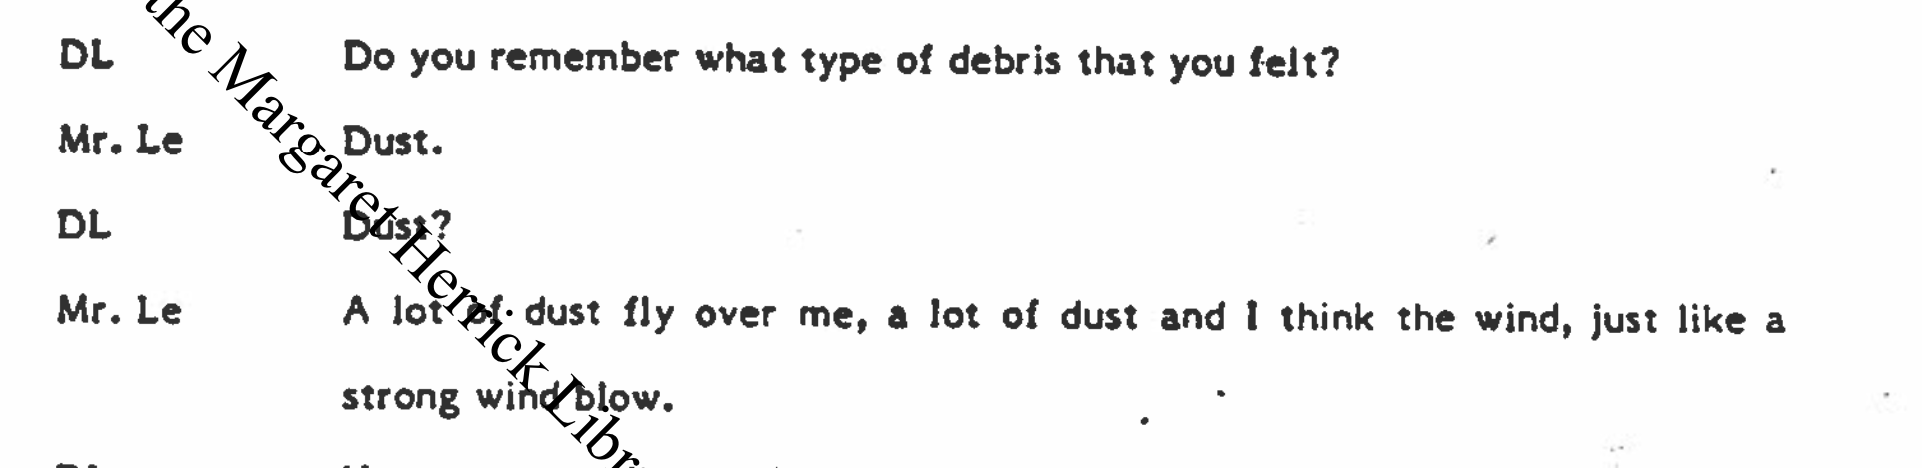 DL Do you remember what type of debris that you felt?
Mr. Le Dust.
DL Dust?
Mr. Le A lot of dust fly over me, a lot of dust and I think the wind, just like a
strong wind blow.
the Margaret Herrick Libr